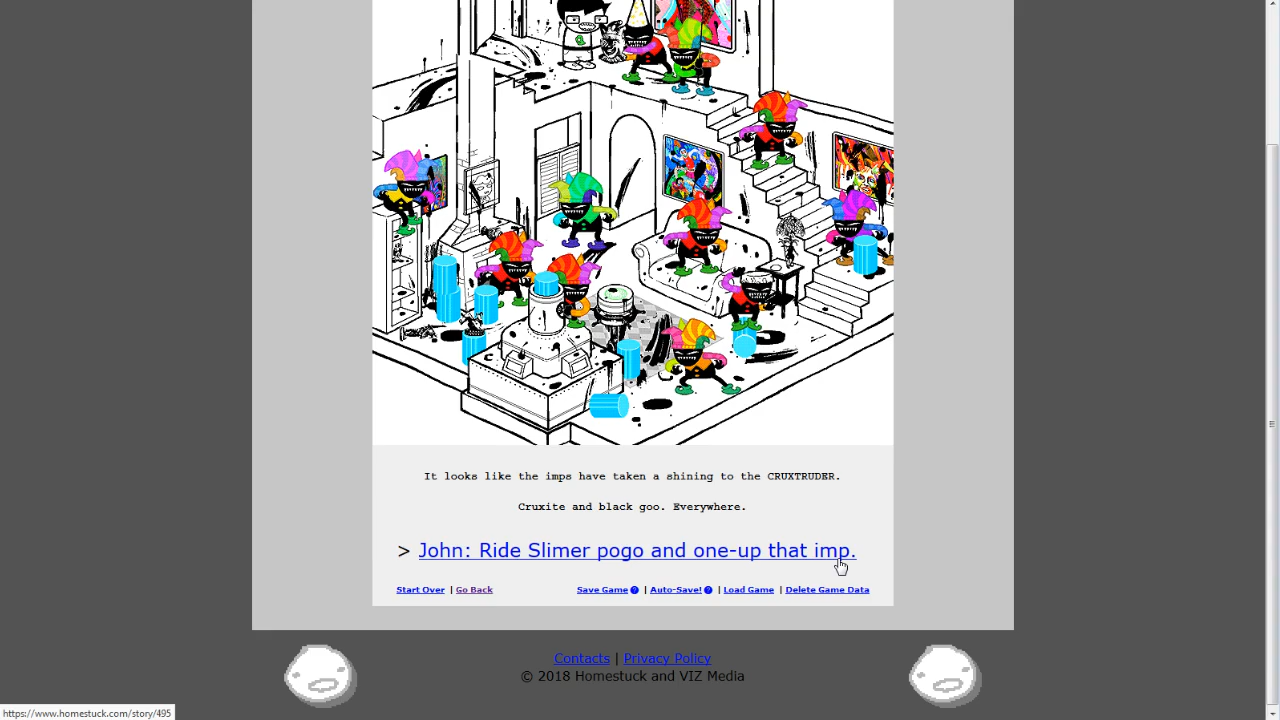 It looks like the imps have taken a shining to the CRUXTRUDER.
Cruxite and black goo. Everywhere.
> John: Ride Slimer pogo and one-up that imp.
Start Over | Go Back Save Game ? | Auto-Save! ? | Load Game | Delete Game Data
Contacts | Privacy Policy
© 2018 Homestuck and VIZ Media
https://www.homestuck.com/story/495